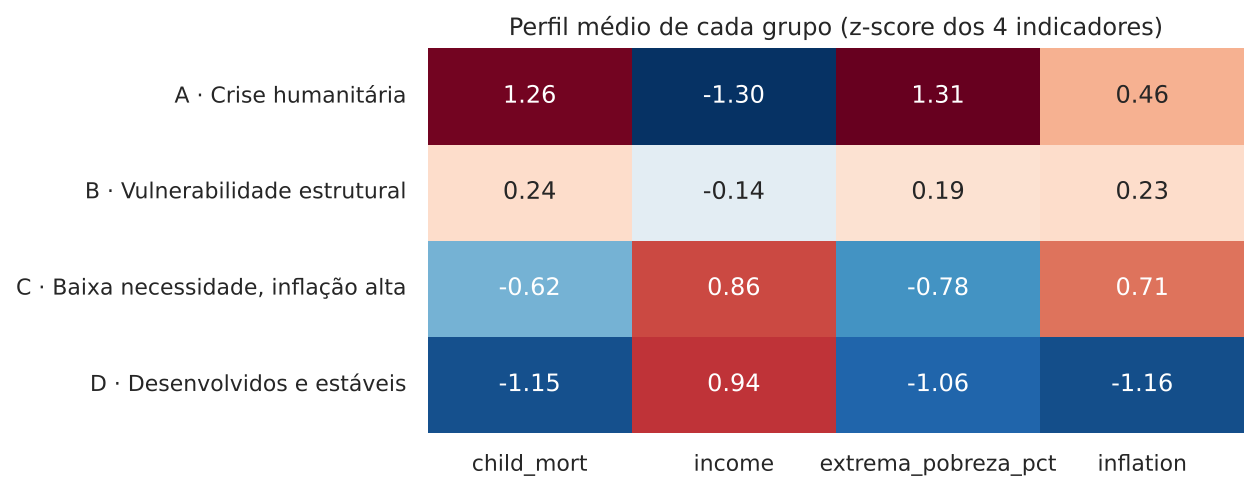 Perfil médio de cada grupo (z-score dos 4 indicadores)
A · Crise humanitária 1.26 -1.30 1.31 0.46
B · Vulnerabilidade estrutural 0.24 -0.14 0.19 0.23
C · Baixa necessidade, inflação alta -0.62 0.86 -0.78 0.71
D · Desenvolvidos e estáveis -1.15 0.94 -1.06 -1.16
child_mort income extrema_pobreza_pct inflation